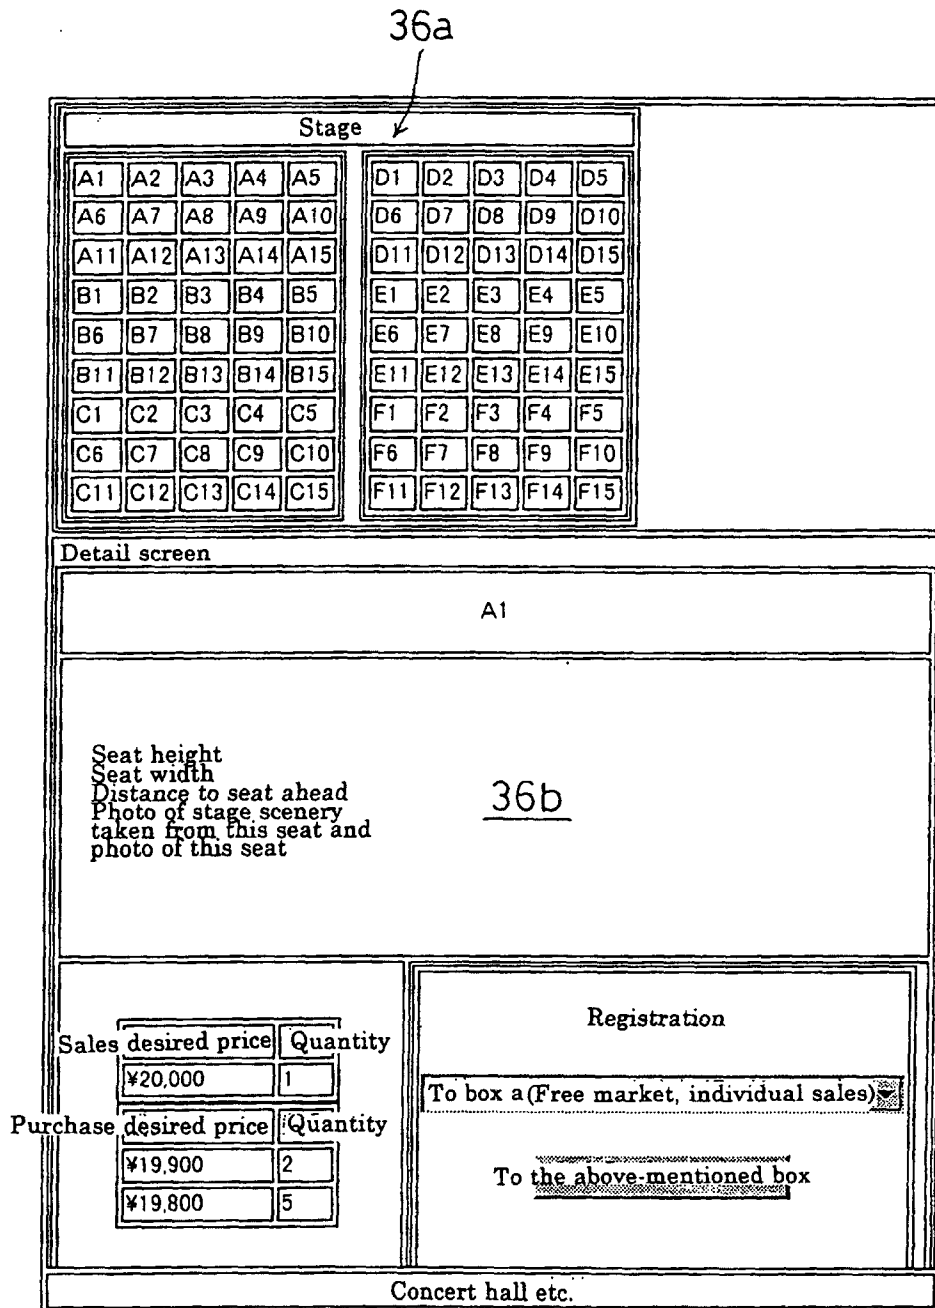 36a
Stage
A1 A2 A3 A4 A5 D1 D2 D3 D4 D5
A6 A7 A8 A9 A10 D6 D7 D8 D9 D10
A11 A12 A13 A14 A15 D11 D12 D13 D14 D15
B1 B2 B3 B4 B5 E1 E2 E3 E4 E5
B6 B7 B8 B9 B10 E6 E7 E8 E9 E10
B11 B12 B13 B14 B15 E11 E12 E13 E14 E15
C1 C2 C3 C4 C5 F1 F2 F3 F4 F5
C6 C7 C8 C9 C10 F6 F7 F8 F9 F10
C11 C12 C13 C14 C15 F11 F12 F13 F14 F15
Detail screen
A1
Seat height
Seat width
Distance to seat ahead
Photo of stage scenery
taken from this seat and
photo of this seat
36b
Sales desired price Quantity
¥20,000 1
Purchase desired price Quantity
¥19,900 2
¥19,800 5
Registration
To box a(Free market, individual sales)
To the above-mentioned box
Concert hall etc.